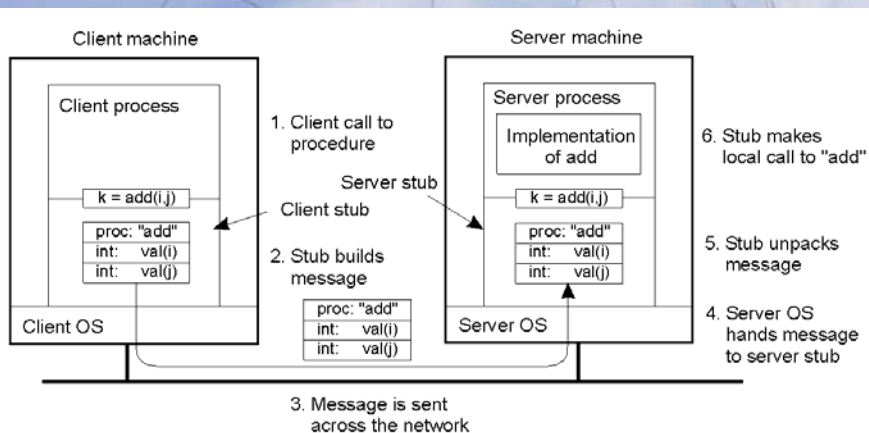 Client machine
Server machine
Client process
1. Client call to
procedure
Server process
Implementation
of add
6. Stub makes
local call to "add"
Server stub
k = add(i,j)
Client stub
k = add(i,j)
proc: "add"
int: val(i)
int: val(j)
2. Stub builds
message
proc: "add"
int: val(i)
int: val(j)
proc: "add"
int: val(i)
int: val(j)
5. Stub unpacks
message
Client OS
Server OS
4. Server OS
hands message
to server stub
3. Message is sent
across the network